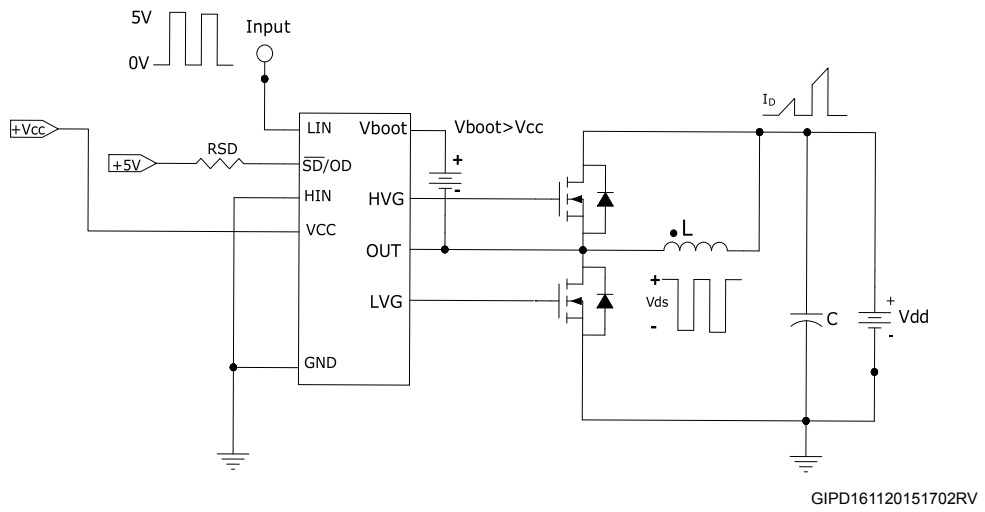 5V
0V
Input
+Vcc
+5V
RSD
LIN
SD/OD
HIN
VCC
GND
Vboot
HVG
OUT
LVG
Vboot>Vcc
+
-
L
+
Vds
-
ID
C
+
Vdd
-
GIPD161120151702RV